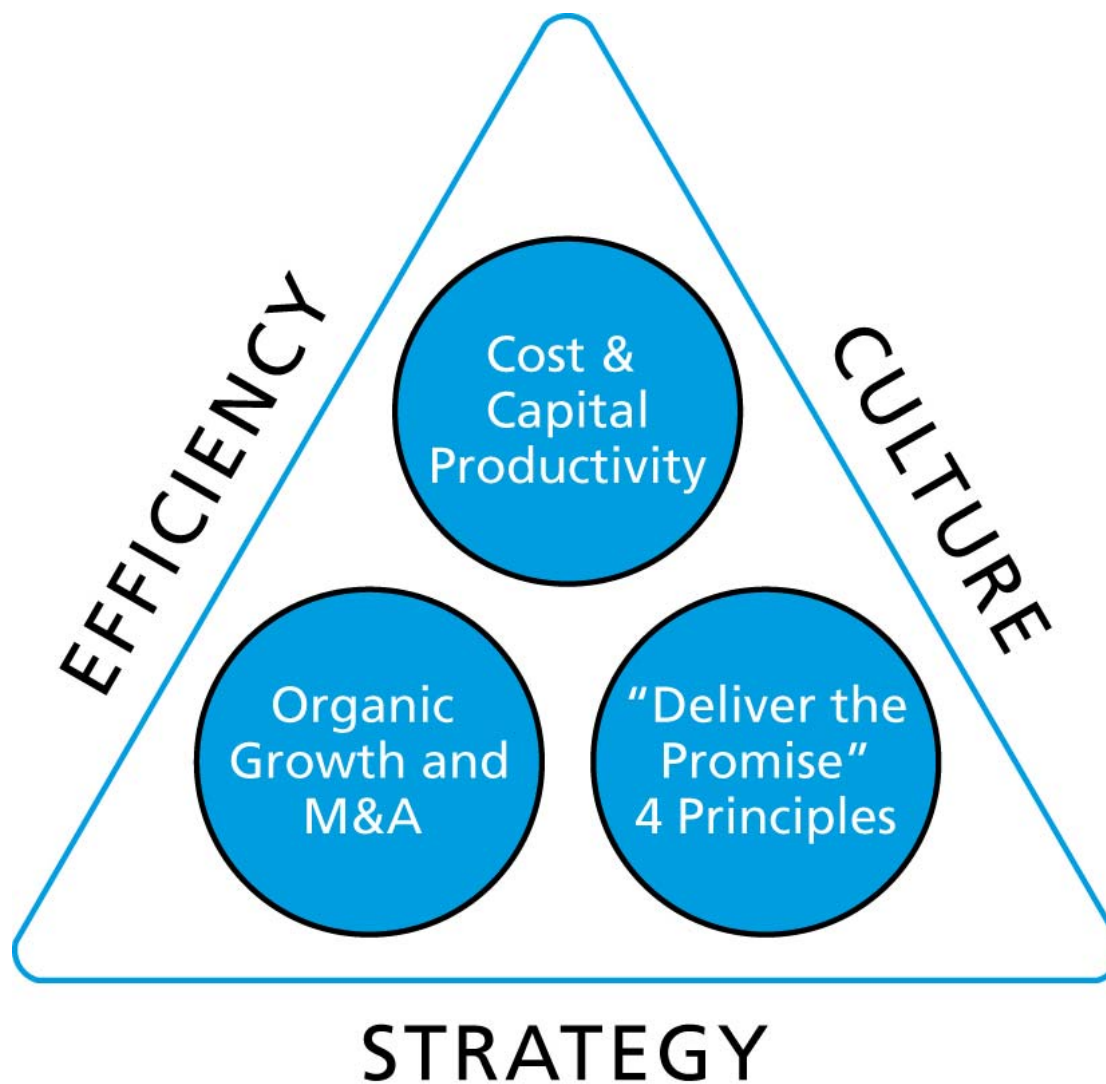 EFFICIENCY
CULTURE
Cost &
Capital
Productivity
Organic
Growth and
M&A
“Deliver the
Promise”
4 Principles
STRATEGY